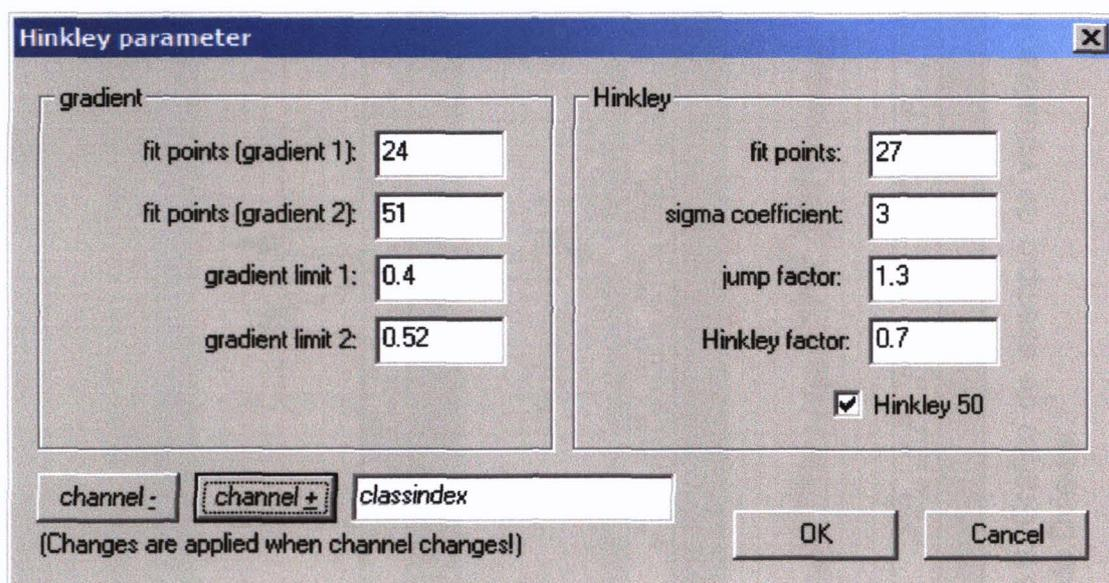 Hinkley parameter
gradient
fit points (gradient 1): 24
fit points (gradient 2): 51
gradient limit 1: 0.4
gradient limit 2: 0.52
Hinkley
fit points: 27
sigma coefficient: 3
jump factor: 1.3
Hinkley factor: 0.7
Hinkley 50
channel - channel + classindex
(Changes are applied when channel changes!)
OK Cancel